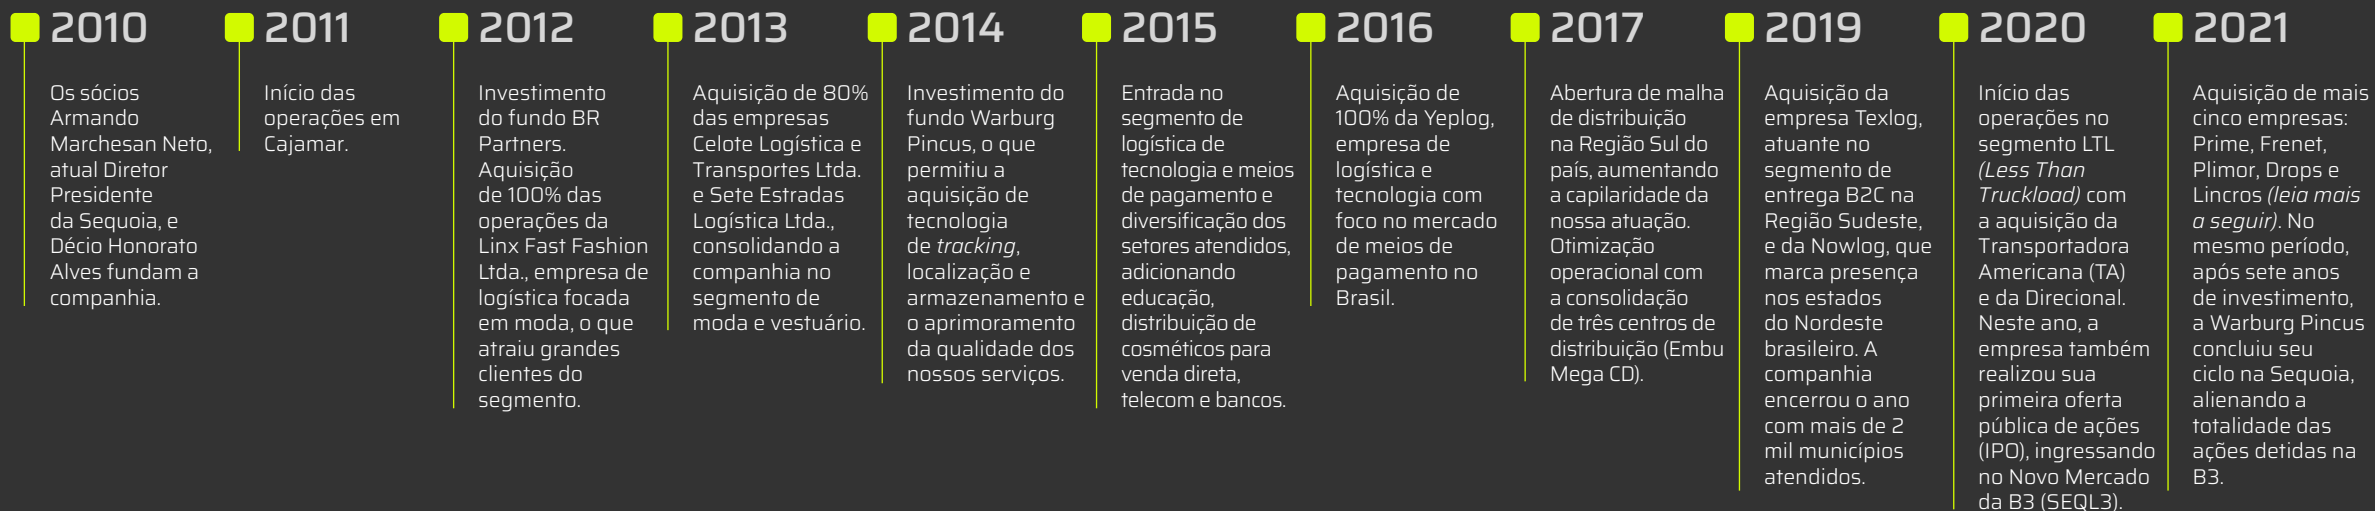 2010
Os sócios
Armando
Marchesan Neto,
atual Diretor
Presidente
da Sequoia, e
Décio Honorato
Alves fundam a
companhia.
2011
Início das
operações em
Cajamar.
2012
Investimento
do fundo BR
Partners.
Aquisição
de 100% das
operações da
Linx Fast Fashion
Ltda., empresa de
logística focada
em moda, o que
atraiu grandes
clientes do
segmento.
2013
Aquisição de 80%
das empresas
Celote Logística e
Transportes Ltda.
e Sete Estradas
Logística Ltda.,
consolidando a
companhia no
segmento de
moda e vestuário.
2014
Investimento do
fundo Warburg
Pincus, o que
permitiu a
aquisição de
tecnologia
de tracking,
localização e
armazenamento e
o aprimoramento
da qualidade dos
nossos serviços.
2015
Entrada no
segmento de
logística de
tecnologia e meios
de pagamento e
diversificação dos
setores atendidos,
adicionando
educação,
distribuição de
cosméticos para
venda direta,
telecom e bancos.
2016
Aquisição de
100% da Yeplog,
empresa de
logística e
tecnologia com
foco no mercado
de meios de
pagamento no
Brasil.
2017
Abertura de malha
de distribuição
na Região Sul do
país, aumentando
a capilaridade da
nossa atuação.
Otimização
operacional com
a consolidação
de três centros de
distribuição (Embu
Mega CD).
2019
Aquisição da
empresa Texlog,
atuante no
segmento de
entrega B2C na
Região Sudeste,
e da Nowlog, que
marca presença
nos estados
do Nordeste
brasileiro. A
companhia
encerrou o ano
com mais de 2
mil municípios
atendidos.
2020
Início das
operações no
segmento LTL
(Less Than
Truckload) com
a aquisição da
Transportadora
Americana (TA)
e da Direcional.
Neste ano, a
empresa também
realizou sua
primeira oferta
pública de ações
(IPO), ingressando
no Novo Mercado
da B3 (SEQL3).
2021
Aquisição de mais
cinco empresas:
Prime, Frenet,
Plimor, Drops e
Lincros (leia mais
a seguir). No
mesmo período,
após sete anos
de investimento,
a Warburg Pincus
concluiu seu
ciclo na Sequoia,
alienando a
totalidade das
ações detidas na
B3.